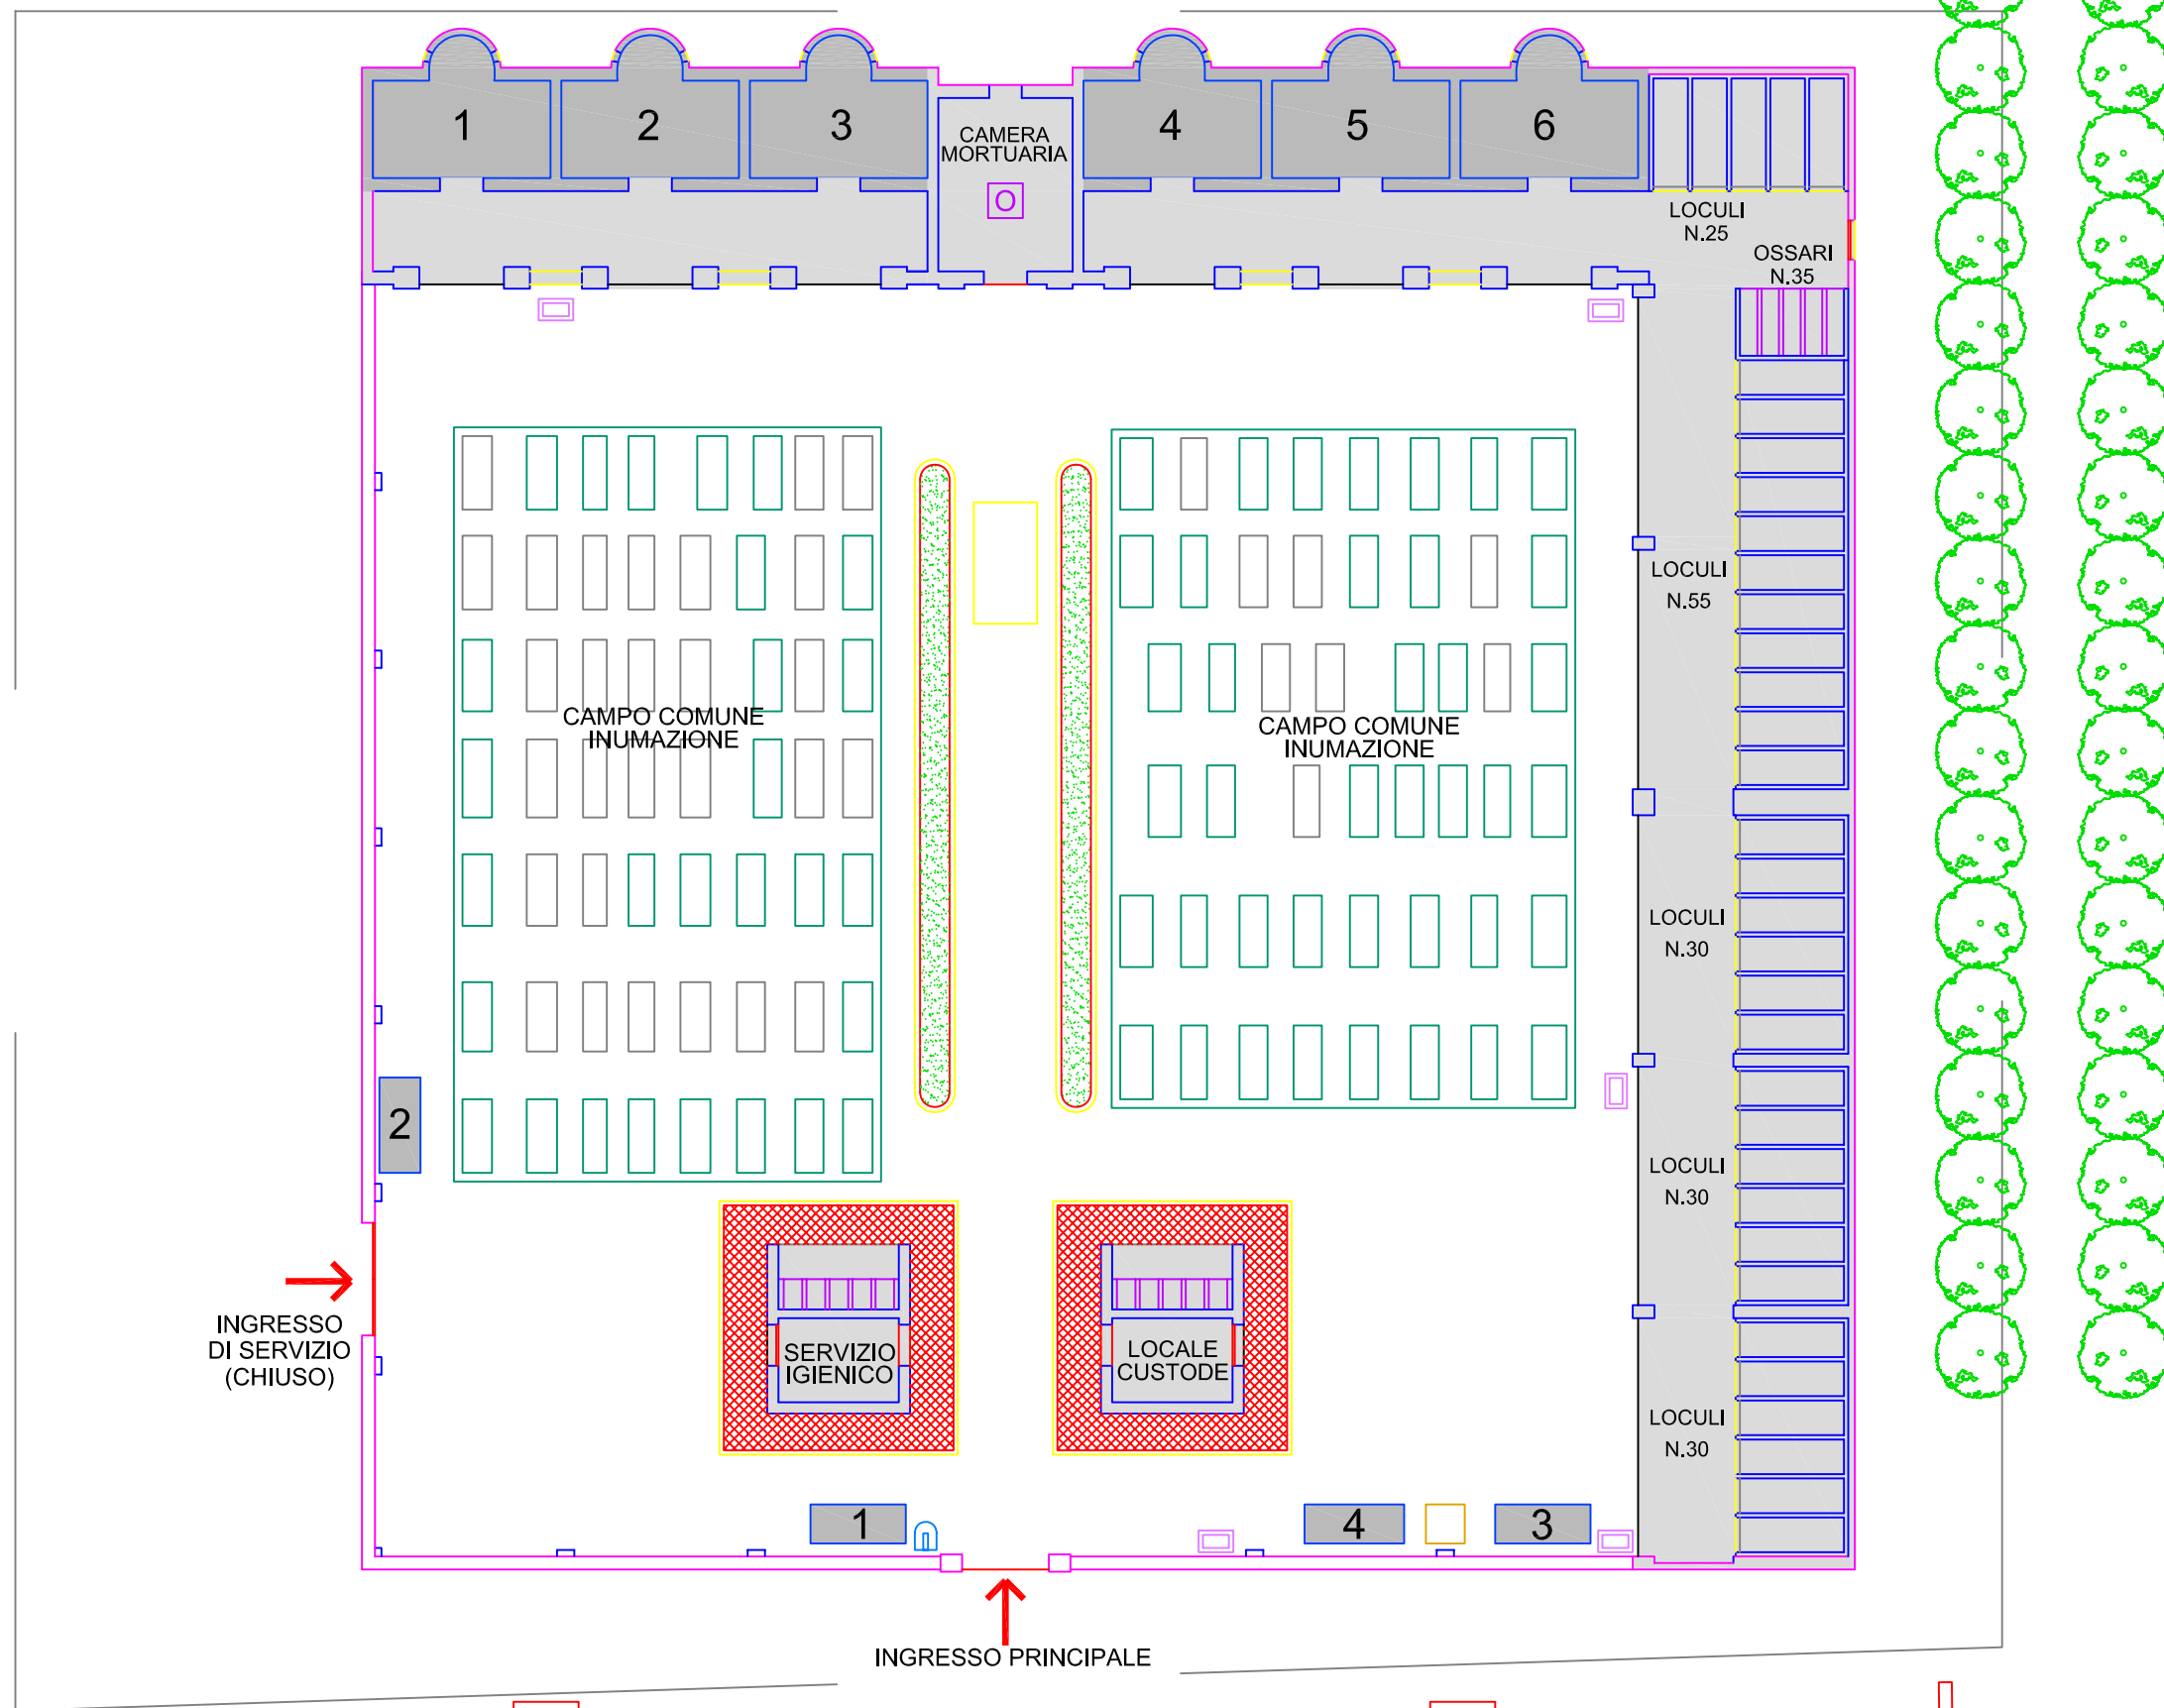 1
2
3
CAMERA
MORTUARIA
O
4
5
6
LOCULI
N.25
OSSARI
N.35
LOCULI
N.55
CAMPO COMUNE
INUMAZIONE
CAMPO COMUNE
INUMAZIONE
LOCULI
N.30
2
LOCULI
N.30
INGRESSO
DI SERVIZIO
(CHIUSO)
SERVIZIO
IGIENICO
LOCALE
CUSTODE
LOCULI
N.30
1
4
3
INGRESSO PRINCIPALE